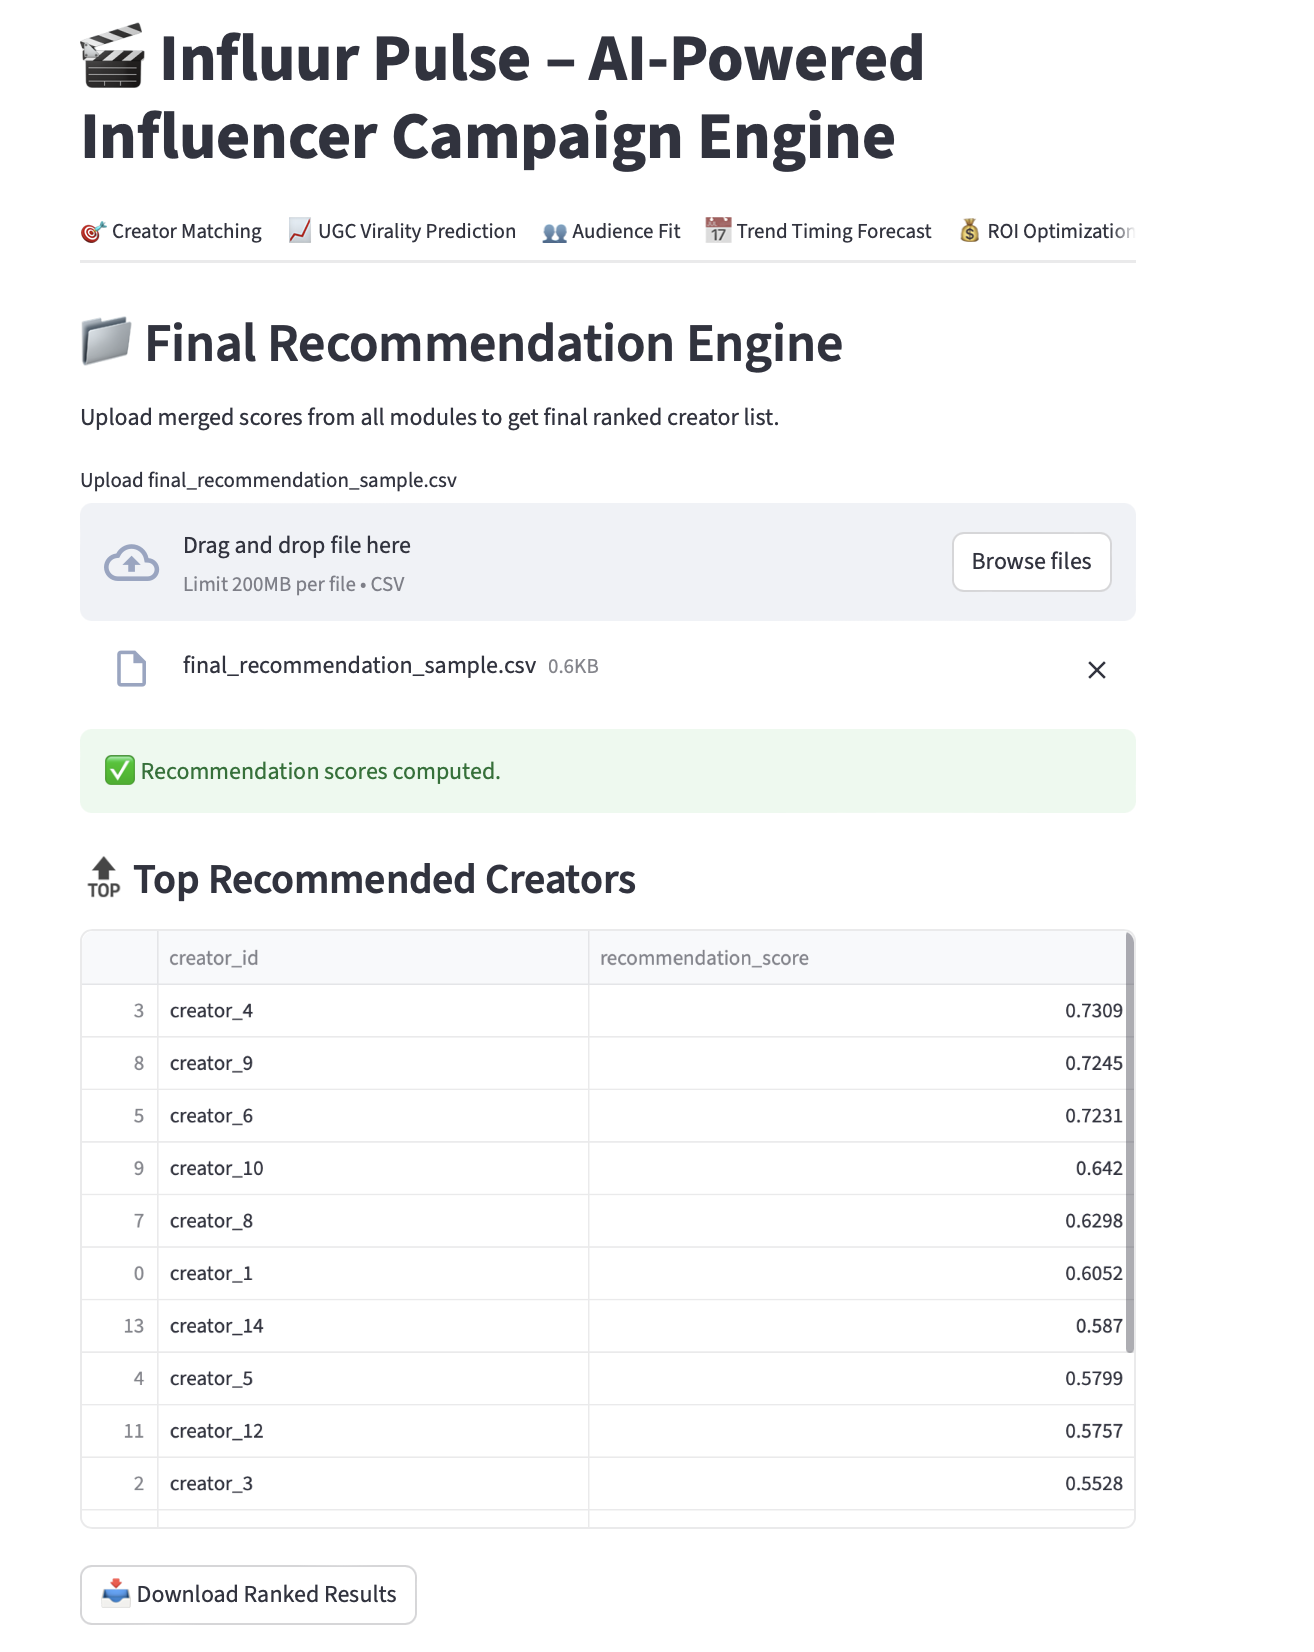 Influur Pulse – AI-Powered
Influencer Campaign Engine
Creator Matching UGC Virality Prediction Audience Fit 17 Trend Timing Forecast ROI Optimization
Final Recommendation Engine
Upload merged scores from all modules to get final ranked creator list.
Upload final_recommendation_sample.csv
Drag and drop file here
Limit 200MB per file • CSV
Browse files
final_recommendation_sample.csv 0.6KB
Recommendation scores computed.
TOP Top Recommended Creators
creator_id recommendation_score
3 creator_4 0.7309
8 creator_9 0.7245
5 creator_6 0.7231
9 creator_10 0.642
7 creator_8 0.6298
0 creator_1 0.6052
13 creator_14 0.587
4 creator_5 0.5799
11 creator_12 0.5757
2 creator_3 0.5528
Download Ranked Results